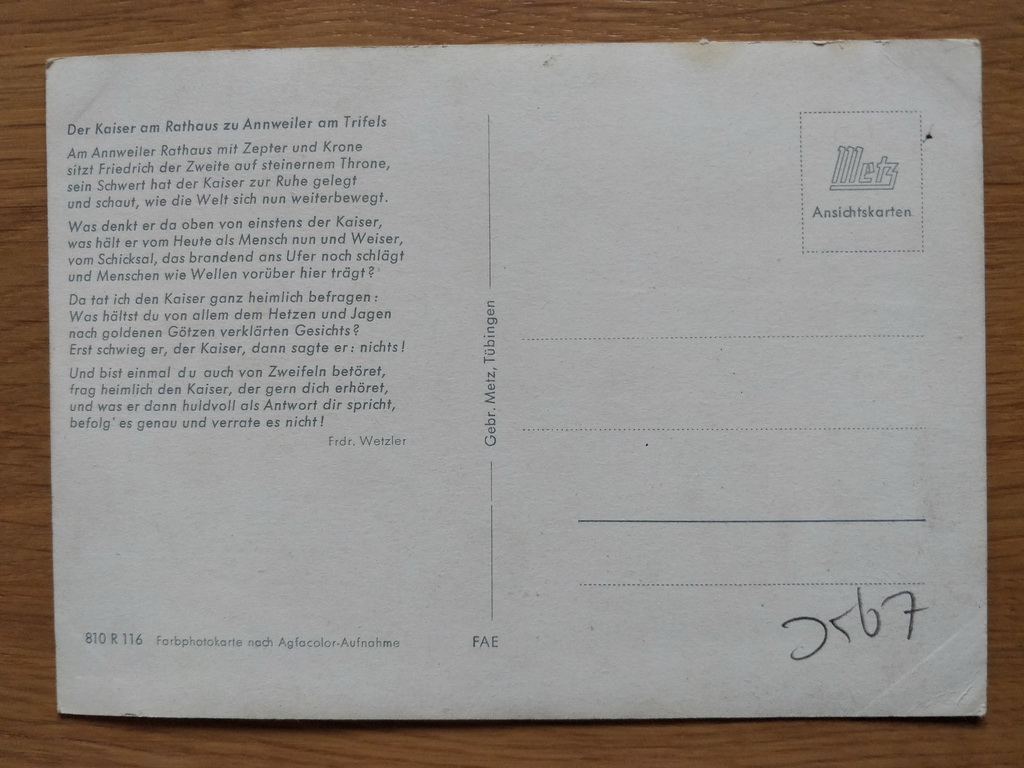 Der Kaiser am Rathaus zu Annweiler am Trifels
Am Annweiler Rathaus mit Zepter und Krone
sitzt Friedrich der Zweite auf steinernem Throne,
sein Schwert hat der Kaiser zur Ruhe gelegt
und schaut, wie die Welt sich nun weiterbewegt.
Was denkt er da oben von einstens der Kaiser,
was hält er vom Heute als Mensch nun und Weiser,
vom Schicksal, das brandend ans Ufer noch schlägt
und Menschen wie Wellen vorüber hier trägt?
Da tat ich den Kaiser ganz heimlich befragen:
Was hältst du von allem dem Hetzen und Jagen
nach goldenen Götzen verklärten Gesichts?
Erst schwieg er, der Kaiser, dann sagte er: nichts!
Und bist einmal du auch von Zweifeln betöret,
frag heimlich den Kaiser, der gern dich erhöret,
und was er dann huldvoll als Antwort dir spricht,
befolg' es genau und verrate es nicht!
Frdr. Wetzler
810 R 116 Farbphotokarte nach Agfacolor-Aufnahme
Gebr. Metz, Tübingen
FAE
Metz
Ansichtskarten